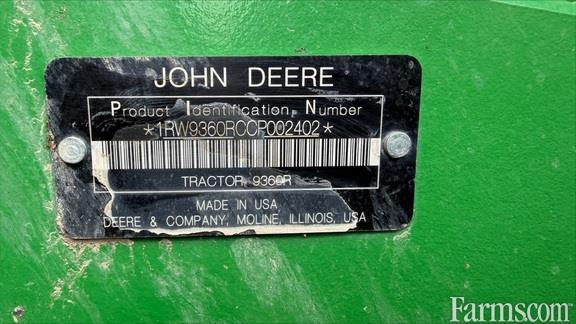 JOHN DEERE
Product Identification Number
*1RW9360RCCP002402*
TRACTOR 9360R
MADE IN USA
DEERE & COMPANY, MOLINE, ILLINOIS, USA
Farms.com